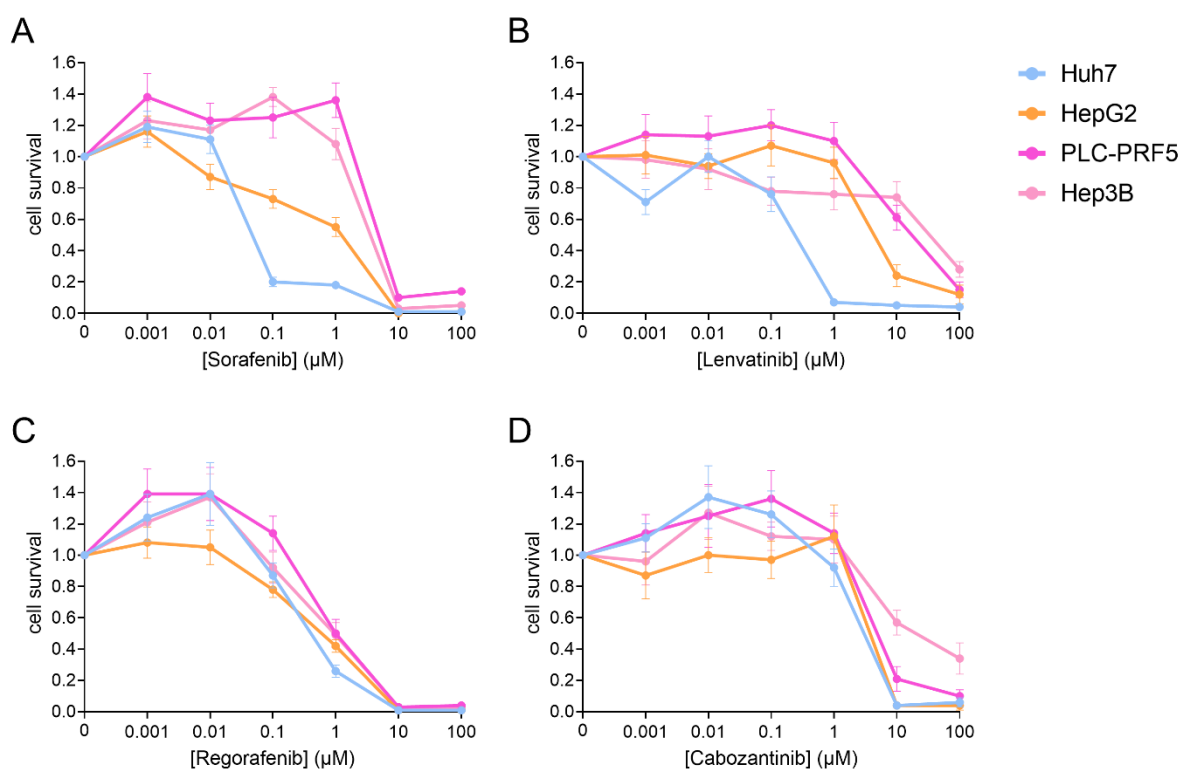 A
1.6
1.4
1.2
1.0
0.8
0.6
0.4
0.2
0.0
cell survival
0 0.001 0.01 0.1 1 10 100
[Sorafenib] (µM)
B
1.6
1.4
1.2
1.0
0.8
0.6
0.4
0.2
0.0
cell survival
0 0.001 0.01 0.1 1 10 100
[Lenvatinib] (µM)
Huh7
HepG2
PLC-PRF5
Hep3B
C
1.6
1.4
1.2
1.0
0.8
0.6
0.4
0.2
0.0
cell survival
0 0.001 0.01 0.1 1 10 100
[Regorafenib] (µM)
D
1.6
1.4
1.2
1.0
0.8
0.6
0.4
0.2
0.0
cell survival
0 0.001 0.01 0.1 1 10 100
[Cabozantinib] (µM)